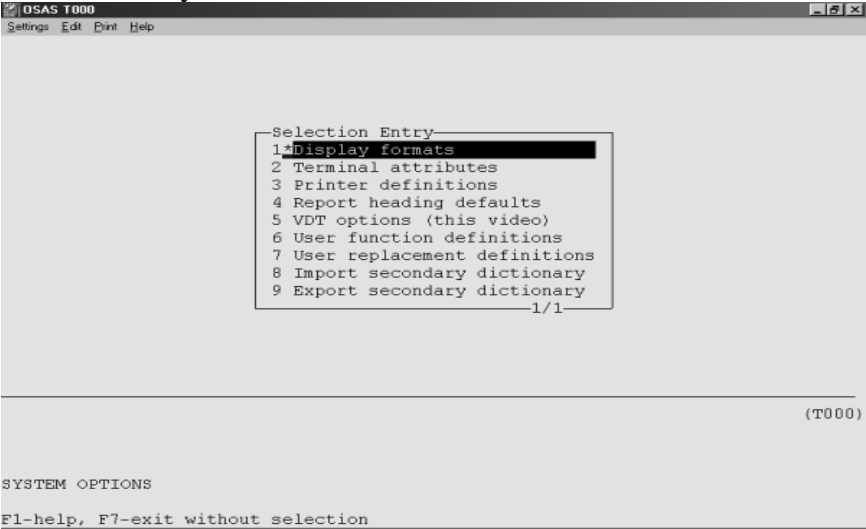 OSAS T000
Settings Edit Print Help
Selection Entry
1*Display formats
2 Terminal attributes
3 Printer definitions
4 Report heading defaults
5 VDT options (this video)
6 User function definitions
7 User replacement definitions
8 Import secondary dictionary
9 Export secondary dictionary
1/1
(T000)
SYSTEM OPTIONS
F1-help, F7-exit without selection